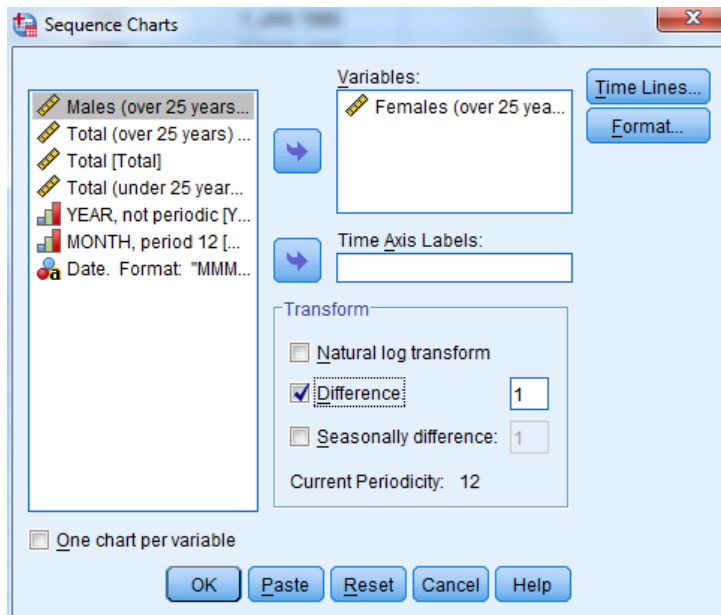 Sequence Charts
Variables:
Males (over 25 years...
Total (over 25 years) ...
Total [Total]
Total (under 25 year...
YEAR, not periodic [Y...
MONTH, period 12 [...
Date. Format: "MMM...
Females (over 25 yea...
Time Lines...
Format...
Time Axis Labels:
Transform
Natural log transform
Difference 1
Seasonally difference: 1
Current Periodicity: 12
One chart per variable
OK Paste Reset Cancel Help